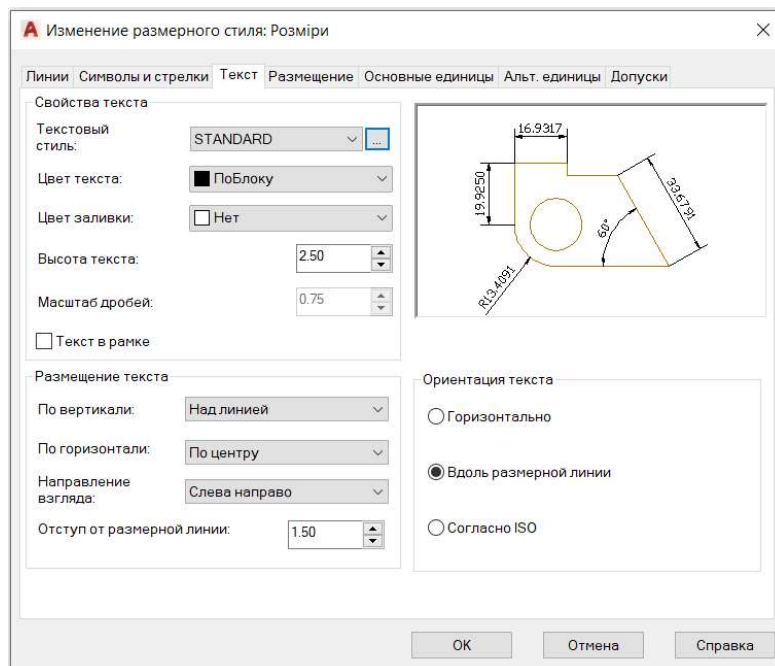 Изменение размерного стиля: Розміри
Линии Символы и стрелки Текст Размещение Основные единицы Альт. единицы Допуски
Свойства текста
Текстовый
стиль:
STANDARD
...
Цвет текста:
ПоБлоку
Цвет заливки:
Нет
Высота текста:
2.50
Масштаб дробей:
0.75
Текст в рамке
16.9317
19.9250
33.6791
60°
R13.4091
Размещение текста
По вертикали:
Над линией
По горизонтали:
По центру
Направление
взгляда:
Слева направо
Отступ от размерной линии:
1.50
Ориентация текста
Горизонтально
Вдоль размерной линии
Согласно ISO
ОК
Отмена
Справка